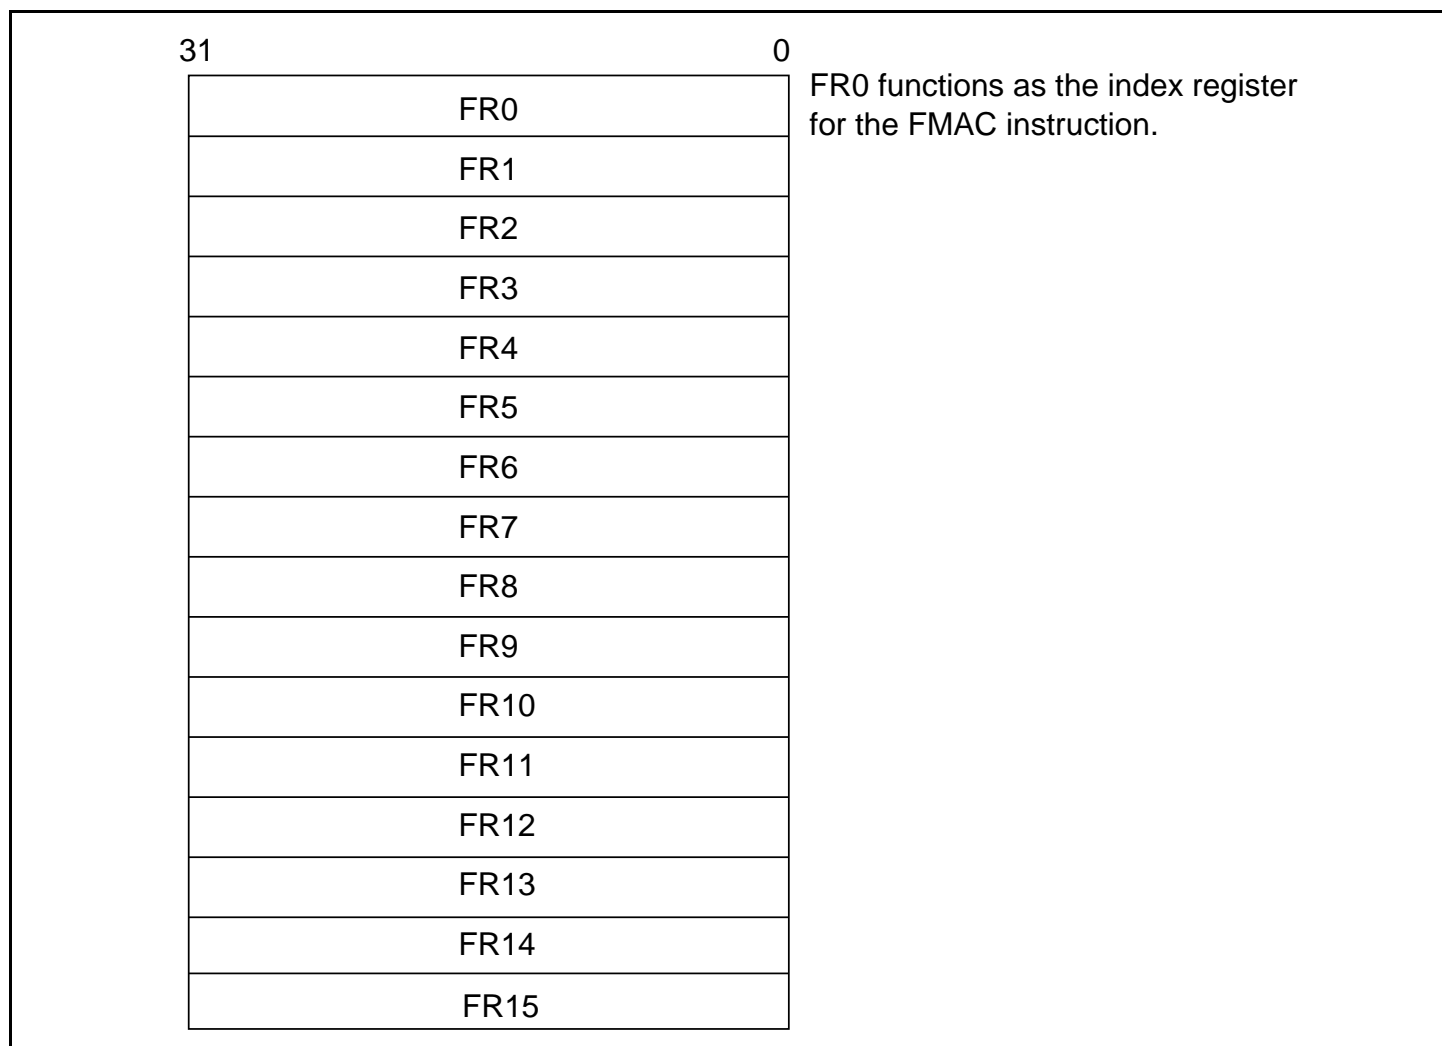 31 0
FR0 functions as the index register
for the FMAC instruction.
FR0
FR1
FR2
FR3
FR4
FR5
FR6
FR7
FR8
FR9
FR10
FR11
FR12
FR13
FR14
FR15